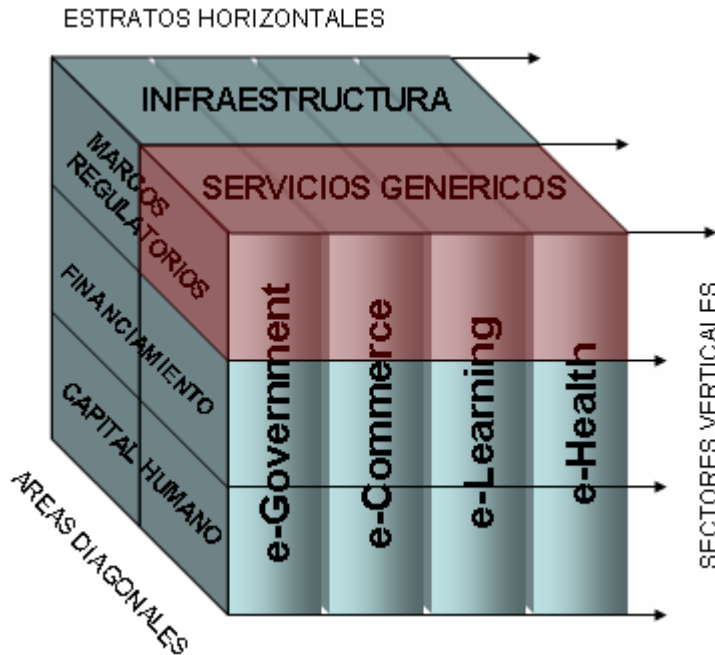 ESTRATOS HORIZONTALES
INFRAESTRUCTURA
SERVICIOS GENERICOS
MARCOS
REGULATORIOS
FINANCIAMIENTO
CAPITAL HUMANO
AREAS DIAGONALES
e-Government
e-Commerce
e-Learning
e-Health
SECTORES VERTICALES